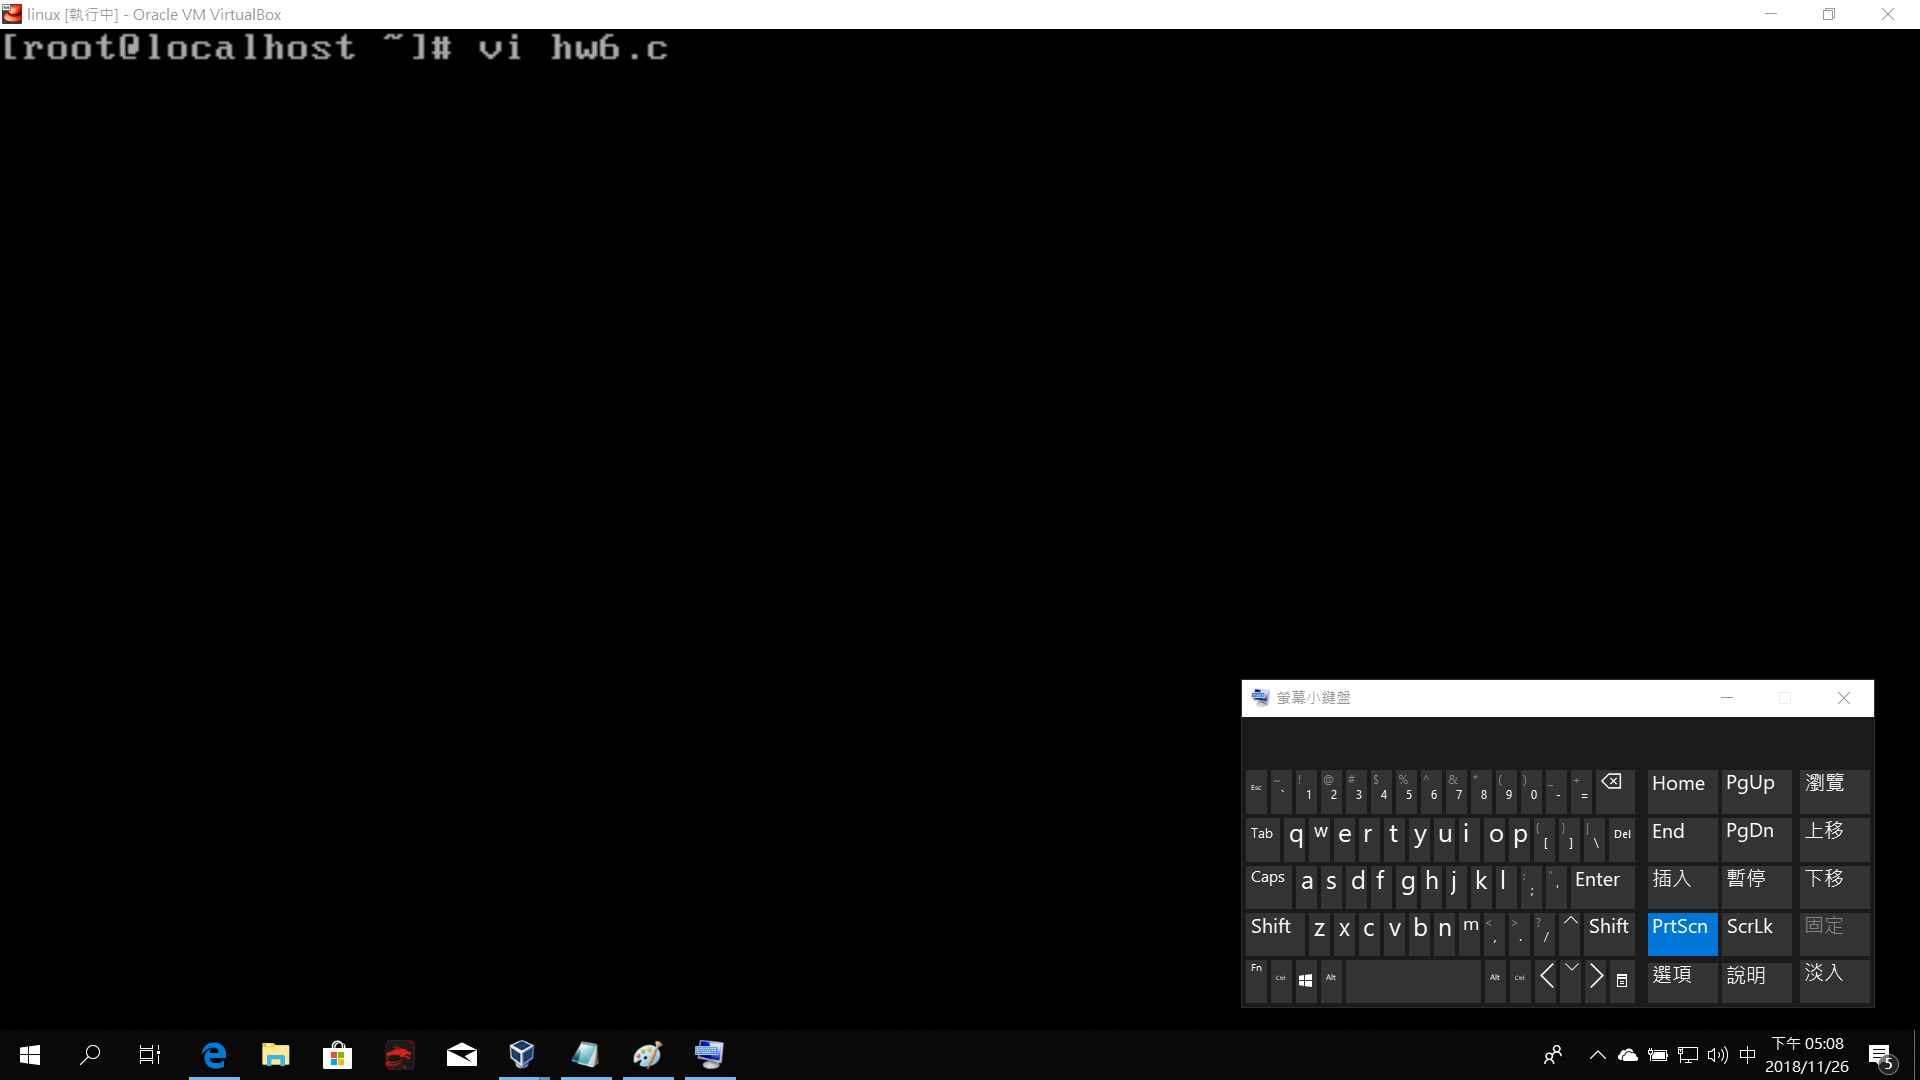 linux [執行中] - Oracle VM VirtualBox
[root@localhost ~]# vi hw6.c
螢幕小鍵盤
Esc ~ ` ! 1 @ 2 # 3 $ 4 % 5 ^ 6 & 7 * 8 ( 9 ) 0 _ - + = Home PgUp 瀏覽
Tab q w e r t y u i o p { [ } ] | \ Del End PgDn 上移
Caps a s d f g h j k l : ; " ' Enter 插入 暫停 下移
Shift z x c v b n m < , > . ? / Shift PrtScn ScrLk 固定
Fn Ctrl Alt Alt Ctrl 選項 說明 淡入
中
下午 05:08
2018/11/26
5